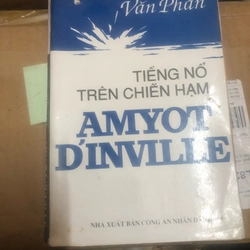 Văn Phan
TIẾNG NỔ
TRÊN CHIẾN HẠM
AMYOT
D'INVILLE
NHÀ XUẤT BẢN CÔNG AN NHÂN DÂN